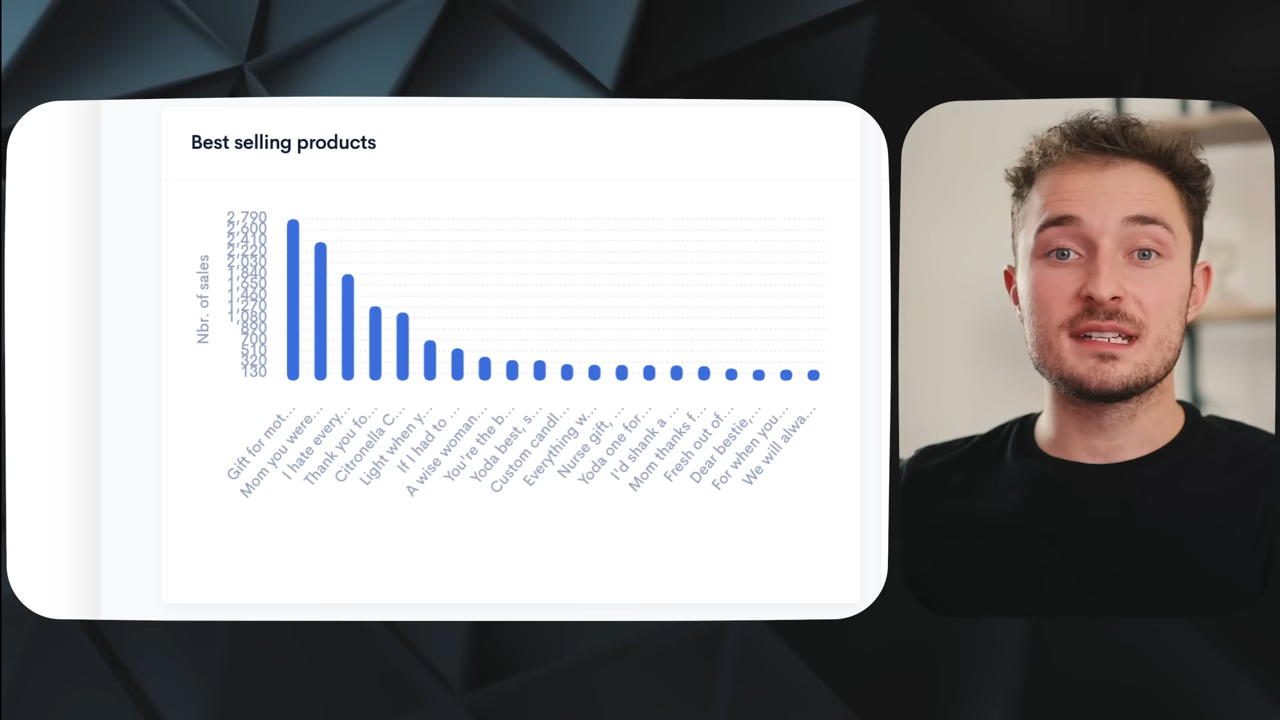 Best selling products
Nbr. of sales
2,790
2,600
2,410
2,220
2,030
1,840
1,650
1,460
1,270
1,080
890
700
510
320
130
Gift for mot...
Mom you were...
I hate every...
Thank you fo...
Citronella C...
Light when y...
If I had to ...
A wise woman...
You're the b...
Yoda best, s...
Custom candl...
Everything w...
Nurse gift, ...
Yoda one for...
I'd shank a ...
Mom thanks f...
Fresh out of...
Dear bestie,...
For when you...
We will alwa...